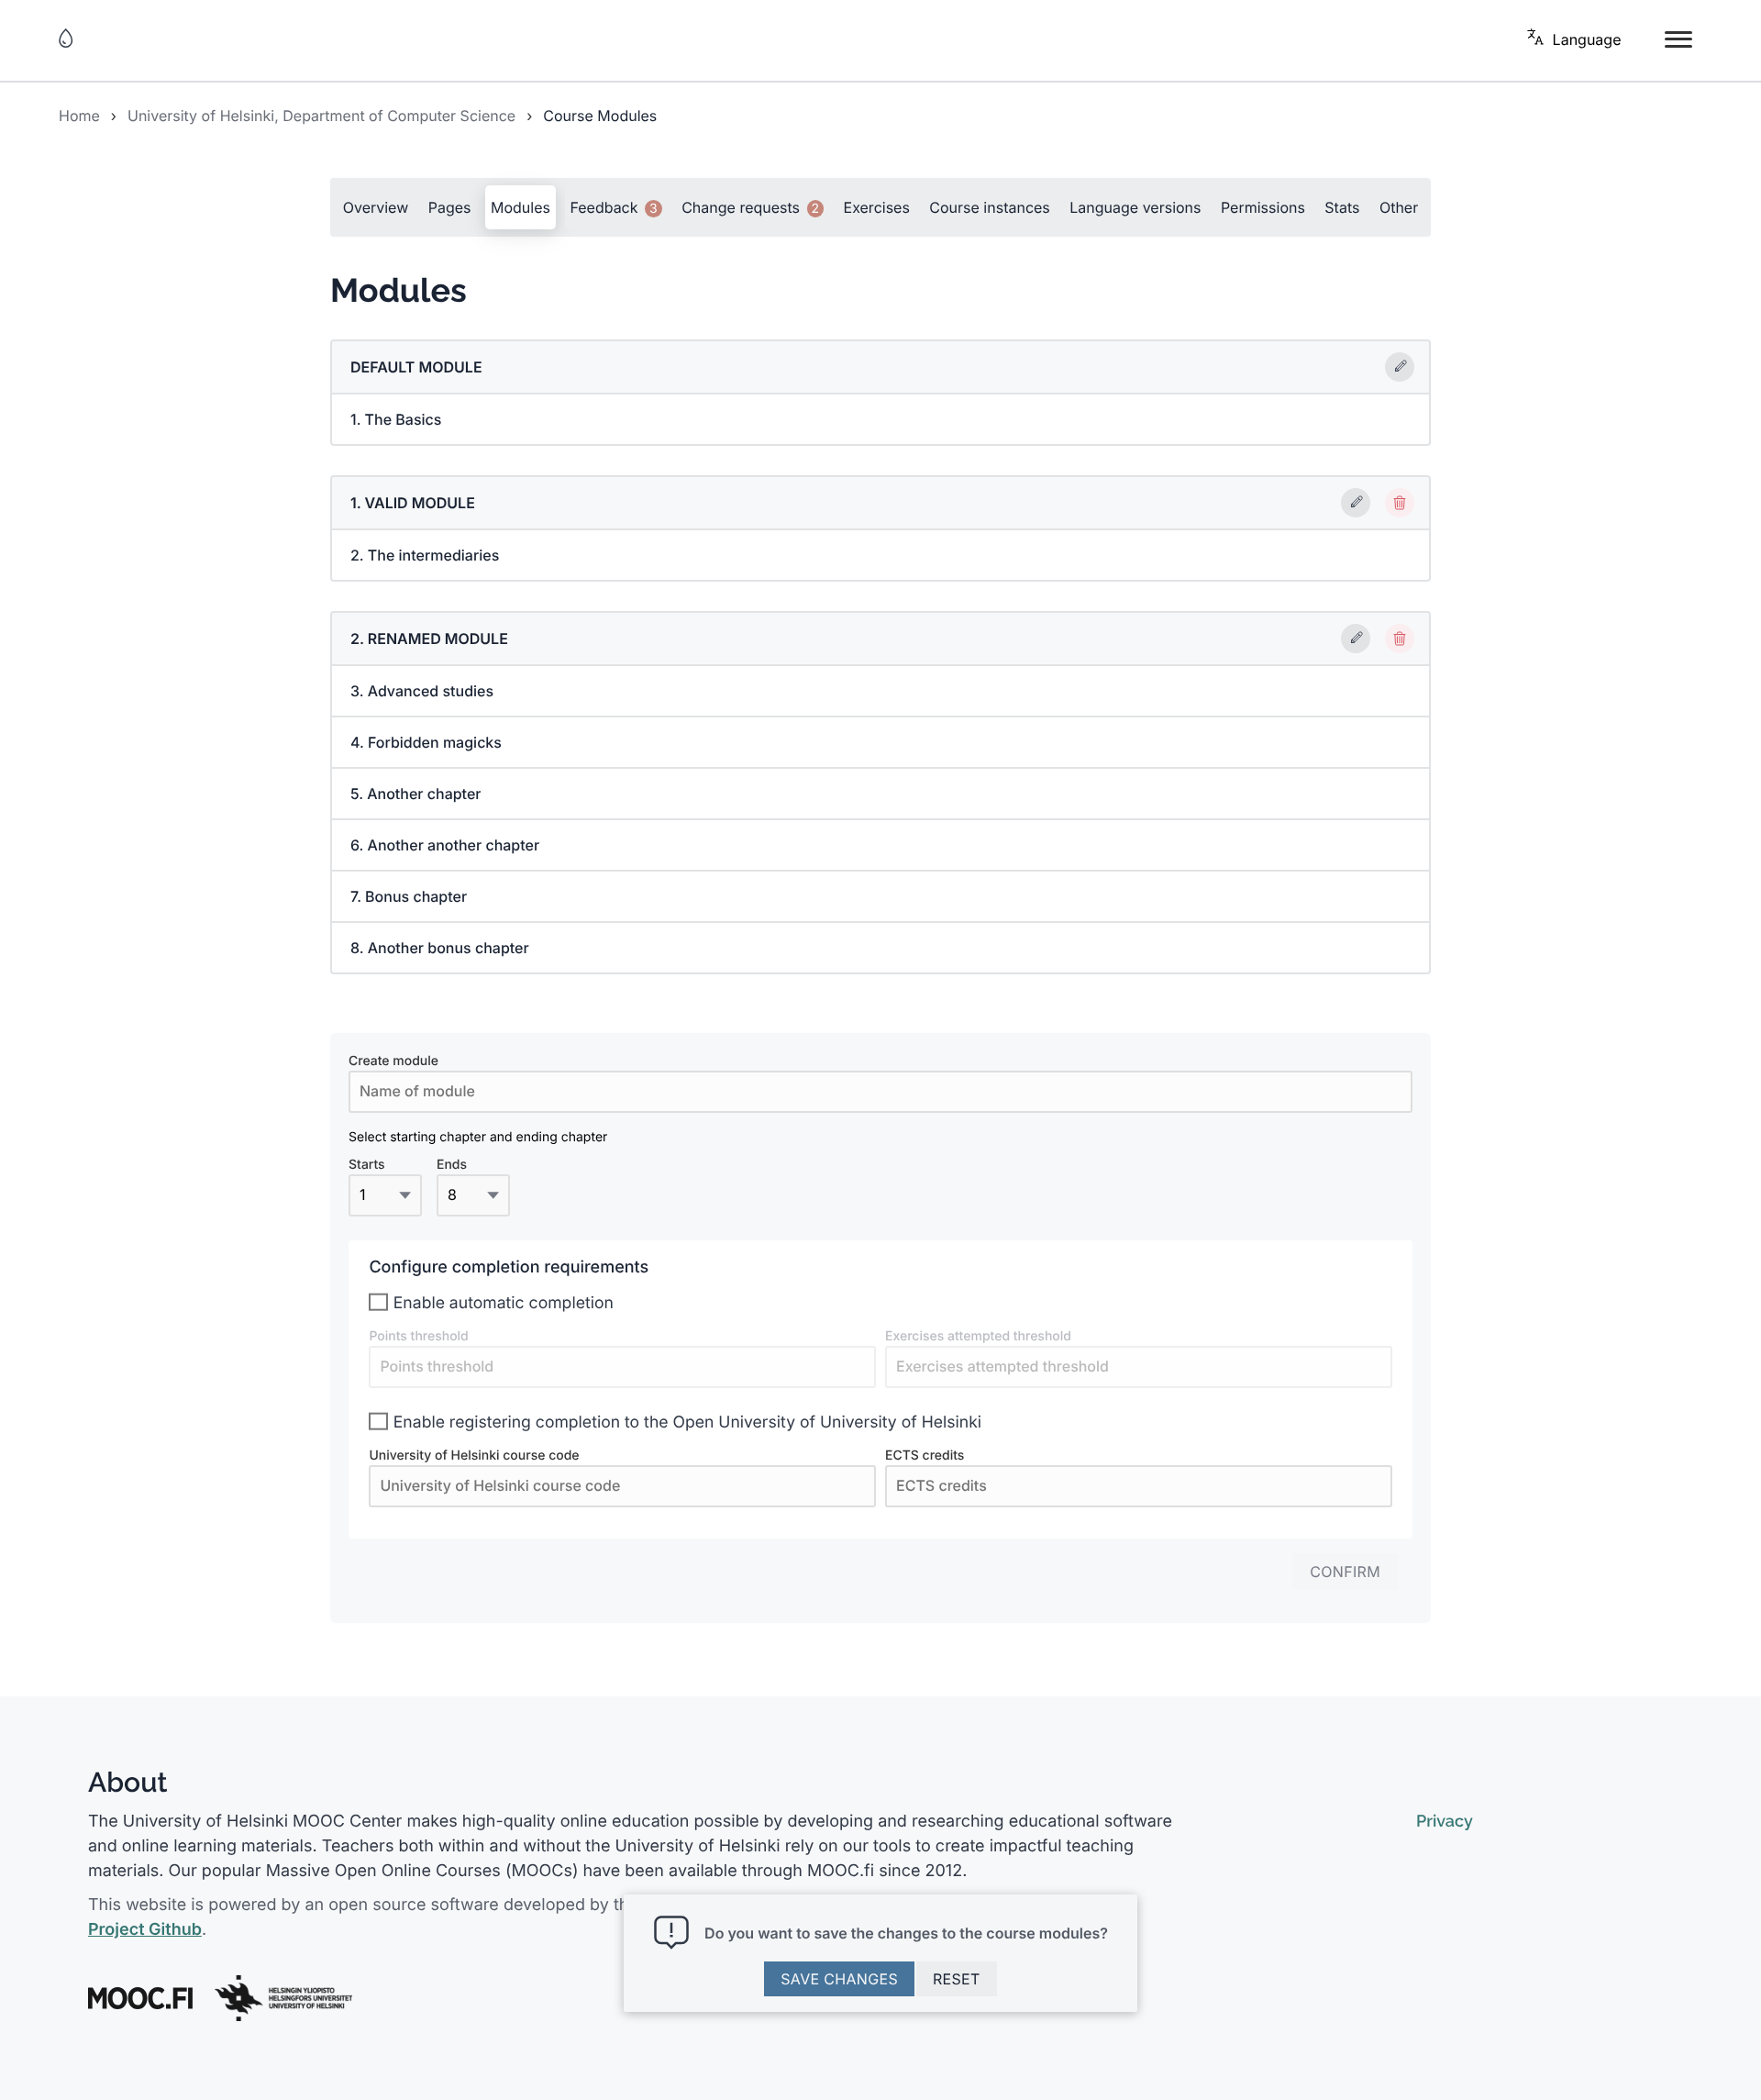 Language
Home › University of Helsinki, Department of Computer Science › Course Modules
Overview Pages Modules Feedback 3 Change requests 2 Exercises Course instances Language versions Permissions Stats Other
Modules
DEFAULT MODULE
1. The Basics
1. VALID MODULE
2. The intermediaries
2. RENAMED MODULE
3. Advanced studies
4. Forbidden magicks
5. Another chapter
6. Another another chapter
7. Bonus chapter
8. Another bonus chapter
Create module
Name of module
Select starting chapter and ending chapter
Starts Ends
1 8
Configure completion requirements
Enable automatic completion
Points threshold Exercises attempted threshold
Points threshold Exercises attempted threshold
Enable registering completion to the Open University of University of Helsinki
University of Helsinki course code ECTS credits
University of Helsinki course code ECTS credits
CONFIRM
About
The University of Helsinki MOOC Center makes high-quality online education possible by developing and researching educational software
and online learning materials. Teachers both within and without the University of Helsinki rely on our tools to create impactful teaching
materials. Our popular Massive Open Online Courses (MOOCs) have been available through MOOC.fi since 2012.
Privacy
This website is powered by an open source software developed by
Project Github.
Do you want to save the changes to the course modules?
SAVE CHANGES RESET
MOOC.FI
HELSINGIN YLIOPISTO
HELSINGFORS UNIVERSITET
UNIVERSITY OF HELSINKI